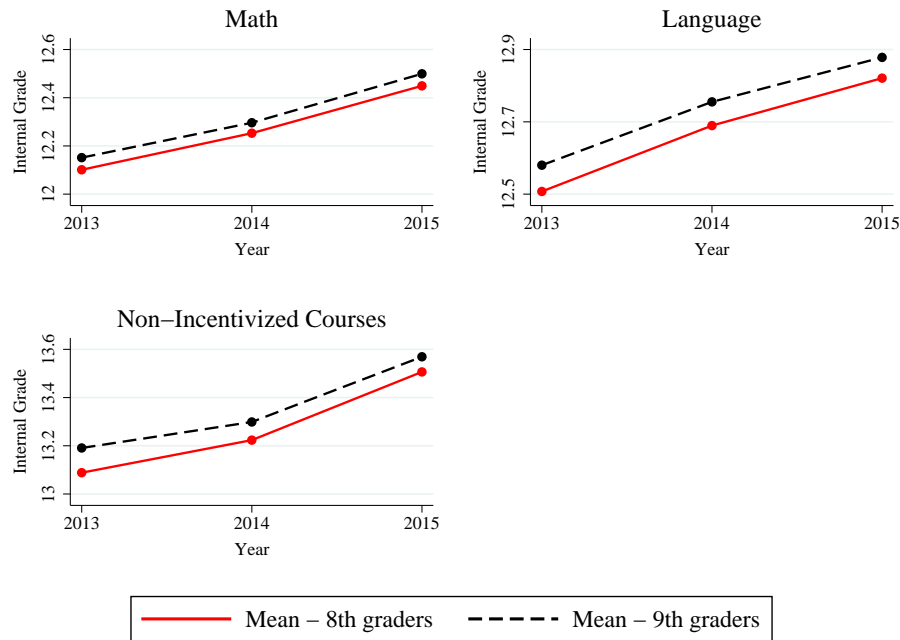 Math
Internal Grade
12.6
12.4
12.2
12
2013 2014 2015
Year
Language
Internal Grade
12.9
12.7
12.5
2013 2014 2015
Year
Non−Incentivized Courses
Internal Grade
13.6
13.4
13.2
13
2013 2014 2015
Year
Mean − 8th graders Mean − 9th graders